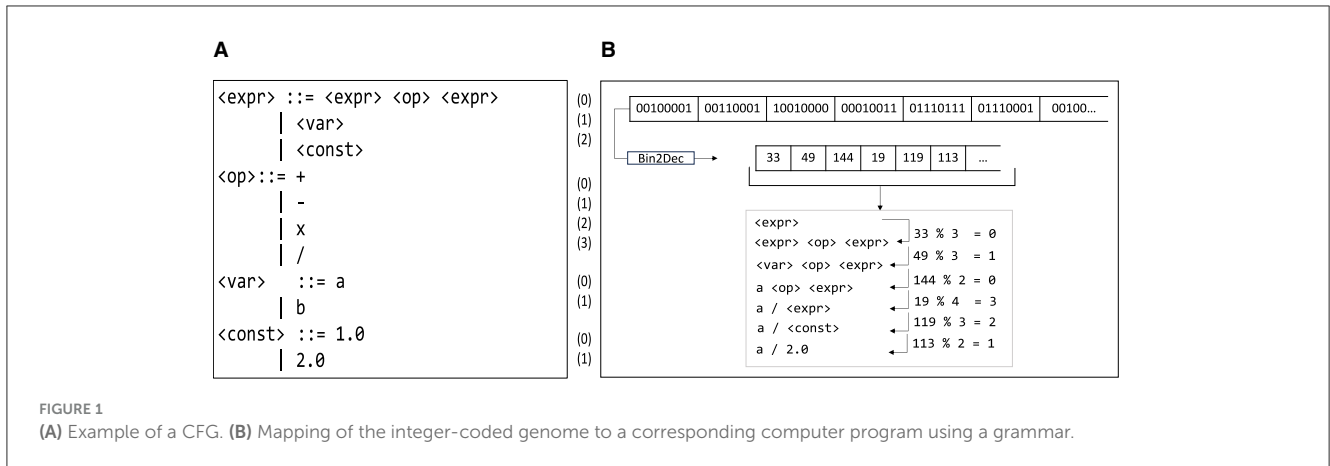 A
<expr> ::= <expr> <op> <expr> (0)
| <var> (1)
| <const> (2)
<op>::= + (0)
| - (1)
| x (2)
| / (3)
<var> ::= a (0)
| b (1)
<const> ::= 1.0 (0)
| 2.0 (1)
B
00100001 00110001 10010000 00010011 01110111 01110001 00100...
Bin2Dec
33 49 144 19 119 113 ...
<expr>
33 % 3 = 0
<expr> <op> <expr>
49 % 3 = 1
<var> <op> <expr>
144 % 2 = 0
a <op> <expr>
19 % 4 = 3
a / <expr>
119 % 3 = 2
a / <const>
113 % 2 = 1
a / 2.0
FIGURE 1
(A) Example of a CFG. (B) Mapping of the integer-coded genome to a corresponding computer program using a grammar.